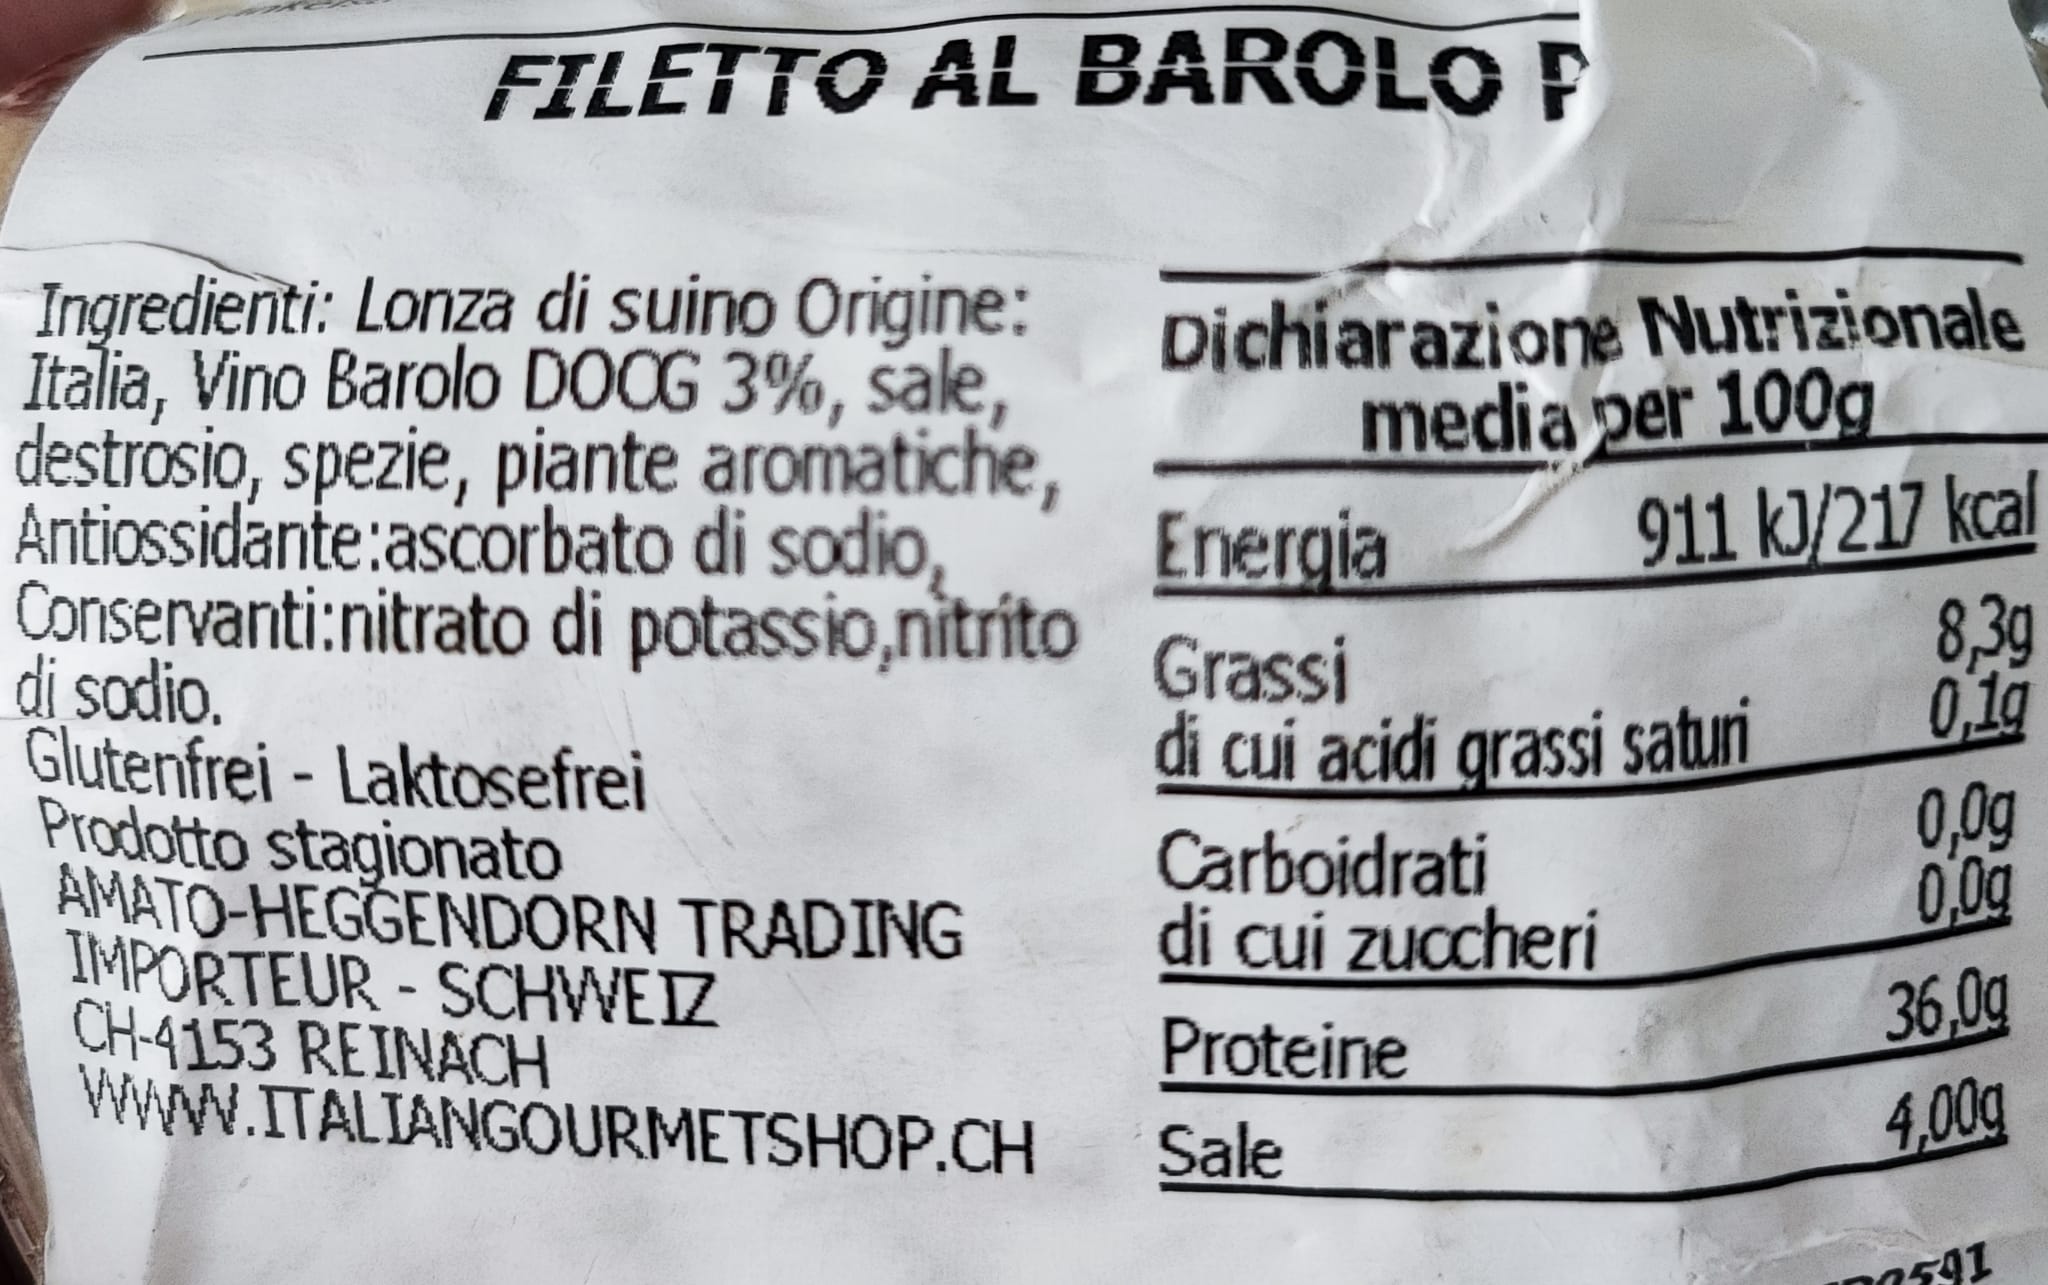 FILETTO AL BAROLO P
Ingredienti: Lonza di suino Origine:
Italia, Vino Barolo DOCG 3%, sale,
destrosio, spezie, piante aromatiche,
Antiossidante:ascorbato di sodio,
Conservanti:nitrato di potassio,nitrito
di sodio.
Glutenfrei - Laktosefrei
Prodotto stagionato
AMATO-HEGGENDORN TRADING
IMPORTEUR - SCHWEIZ
CH-4153 REINACH
WWW.ITALIANGOURMETSHOP.CH
Dichiarazione Nutrizionale
media per 100g
Energia 911 kJ/217 kcal
Grassi 8,3g
di cui acidi grassi saturi 0,1g
Carboidrati 0,0g
di cui zuccheri 0,0g
Proteine 36,0g
Sale 4,00g